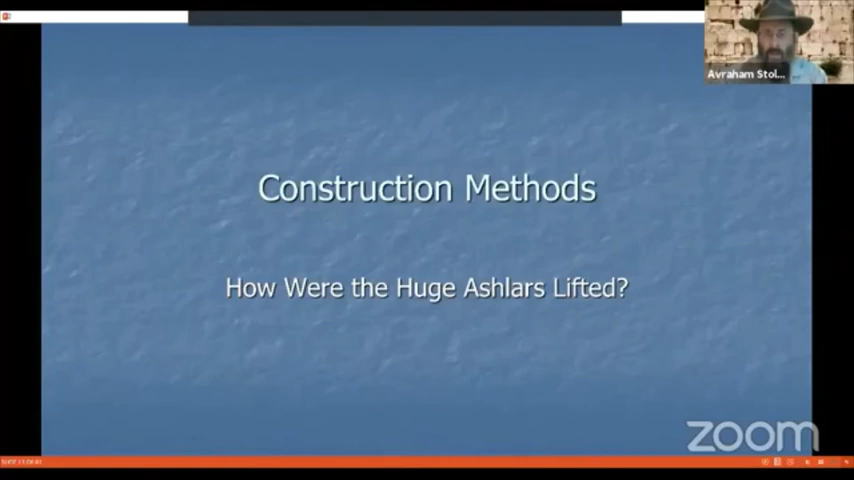 Avraham Stol...
Construction Methods
How Were the Huge Ashlars Lifted?
zoom